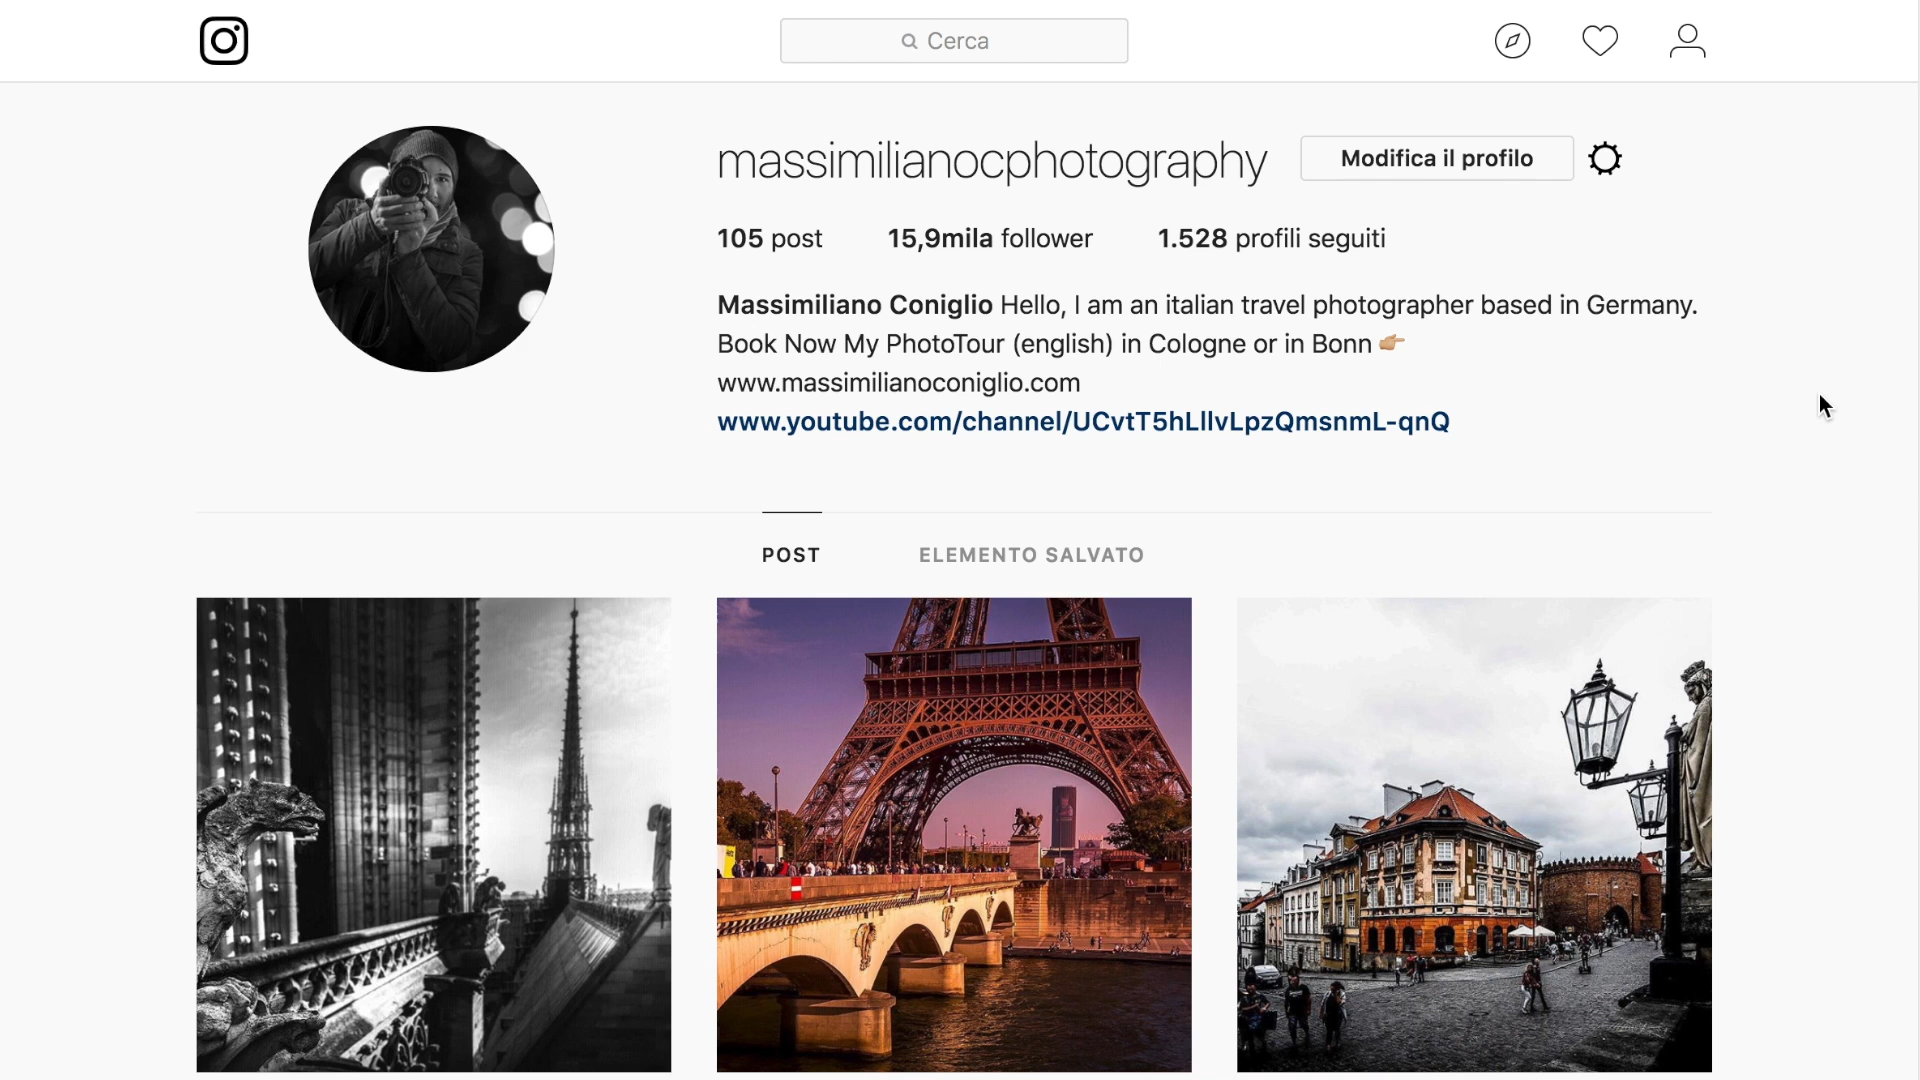 Cerca
massimilianocphotography Modifica il profilo
105 post 15,9mila follower 1.528 profili seguiti
Massimiliano Coniglio Hello, I am an italian travel photographer based in Germany.
Book Now My PhotoTour (english) in Cologne or in Bonn 👉🏼
www.massimilianoconiglio.com
www.youtube.com/channel/UCvtT5hLllvLpzQmsnmL-qnQ
POST ELEMENTO SALVATO